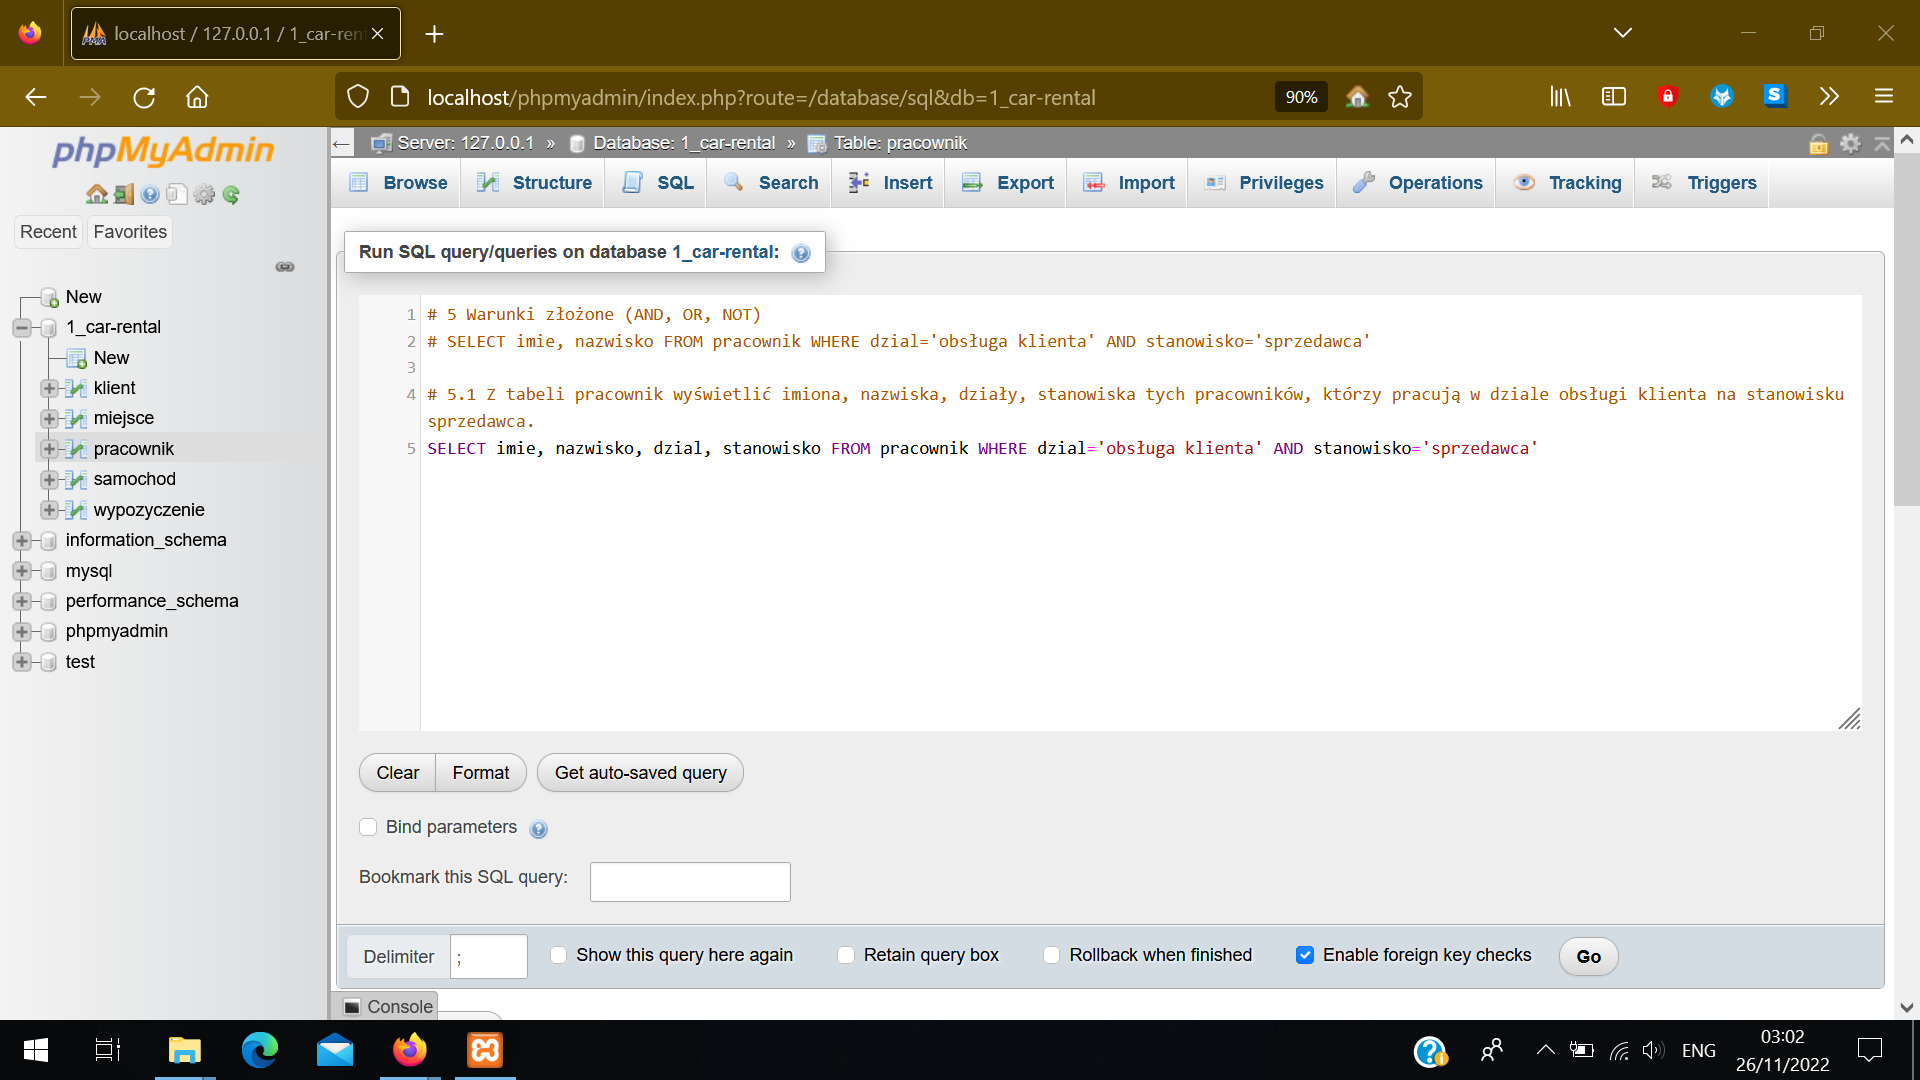 localhost / 127.0.0.1 / 1_car-ren
localhost/phpmyadmin/index.php?route=/database/sql&db=1_car-rental
90%
phpMyAdmin
Recent
Favorites
New
1_car-rental
New
klient
miejsce
pracownik
samochod
wypozyczenie
information_schema
mysql
performance_schema
phpmyadmin
test
Server: 127.0.0.1 » Database: 1_car-rental » Table: pracownik
Browse Structure SQL Search Insert Export Import Privileges Operations Tracking Triggers
Run SQL query/queries on database 1_car-rental:
1 # 5 Warunki złożone (AND, OR, NOT)
2 # SELECT imie, nazwisko FROM pracownik WHERE dzial='obsługa klienta' AND stanowisko='sprzedawca'
3
4 # 5.1 Z tabeli pracownik wyświetlić imiona, nazwiska, działy, stanowiska tych pracowników, którzy pracują w dziale obsługi klienta na stanowisku
sprzedawca.
5 SELECT imie, nazwisko, dzial, stanowisko FROM pracownik WHERE dzial='obsługa klienta' AND stanowisko='sprzedawca'
Clear Format Get auto-saved query
Bind parameters
Bookmark this SQL query:
Delimiter ; Show this query here again Retain query box Rollback when finished Enable foreign key checks Go
Console
ENG
03:02
26/11/2022